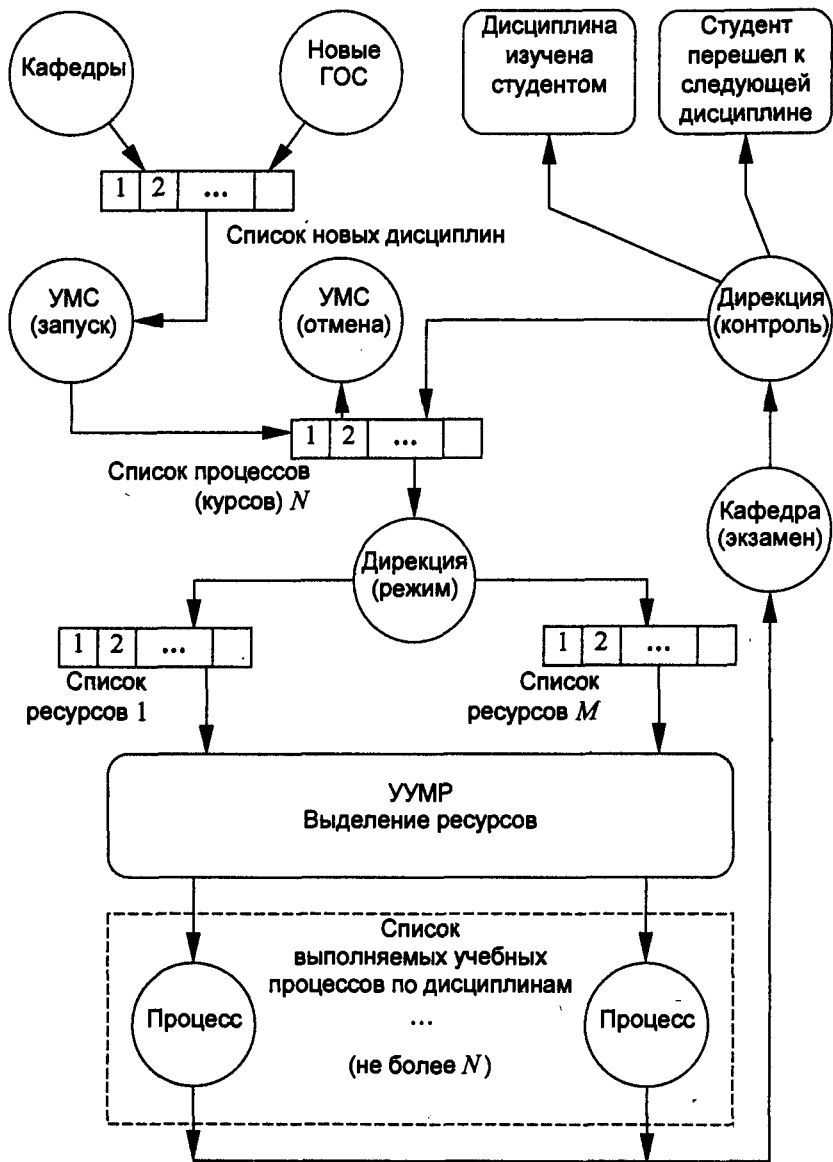 Кафедры
Новые
ГОС
Дисциплина
изучена
студентом
Студент
перешел к
следующей
дисциплине
1 2 ...
Список новых дисциплин
УМС
(запуск)
УМС
(отмена)
Дирекция
(контроль)
1 2 ...
Список процессов
(курсов) N
Кафедра
(экзамен)
Дирекция
(режим)
1 2 ...
Список
ресурсов 1
1 2 ...
Список
ресурсов M
УУМР
Выделение ресурсов
Список
выполняемых учебных
процессов по дисциплинам
Процесс
...
Процесс
(не более N)